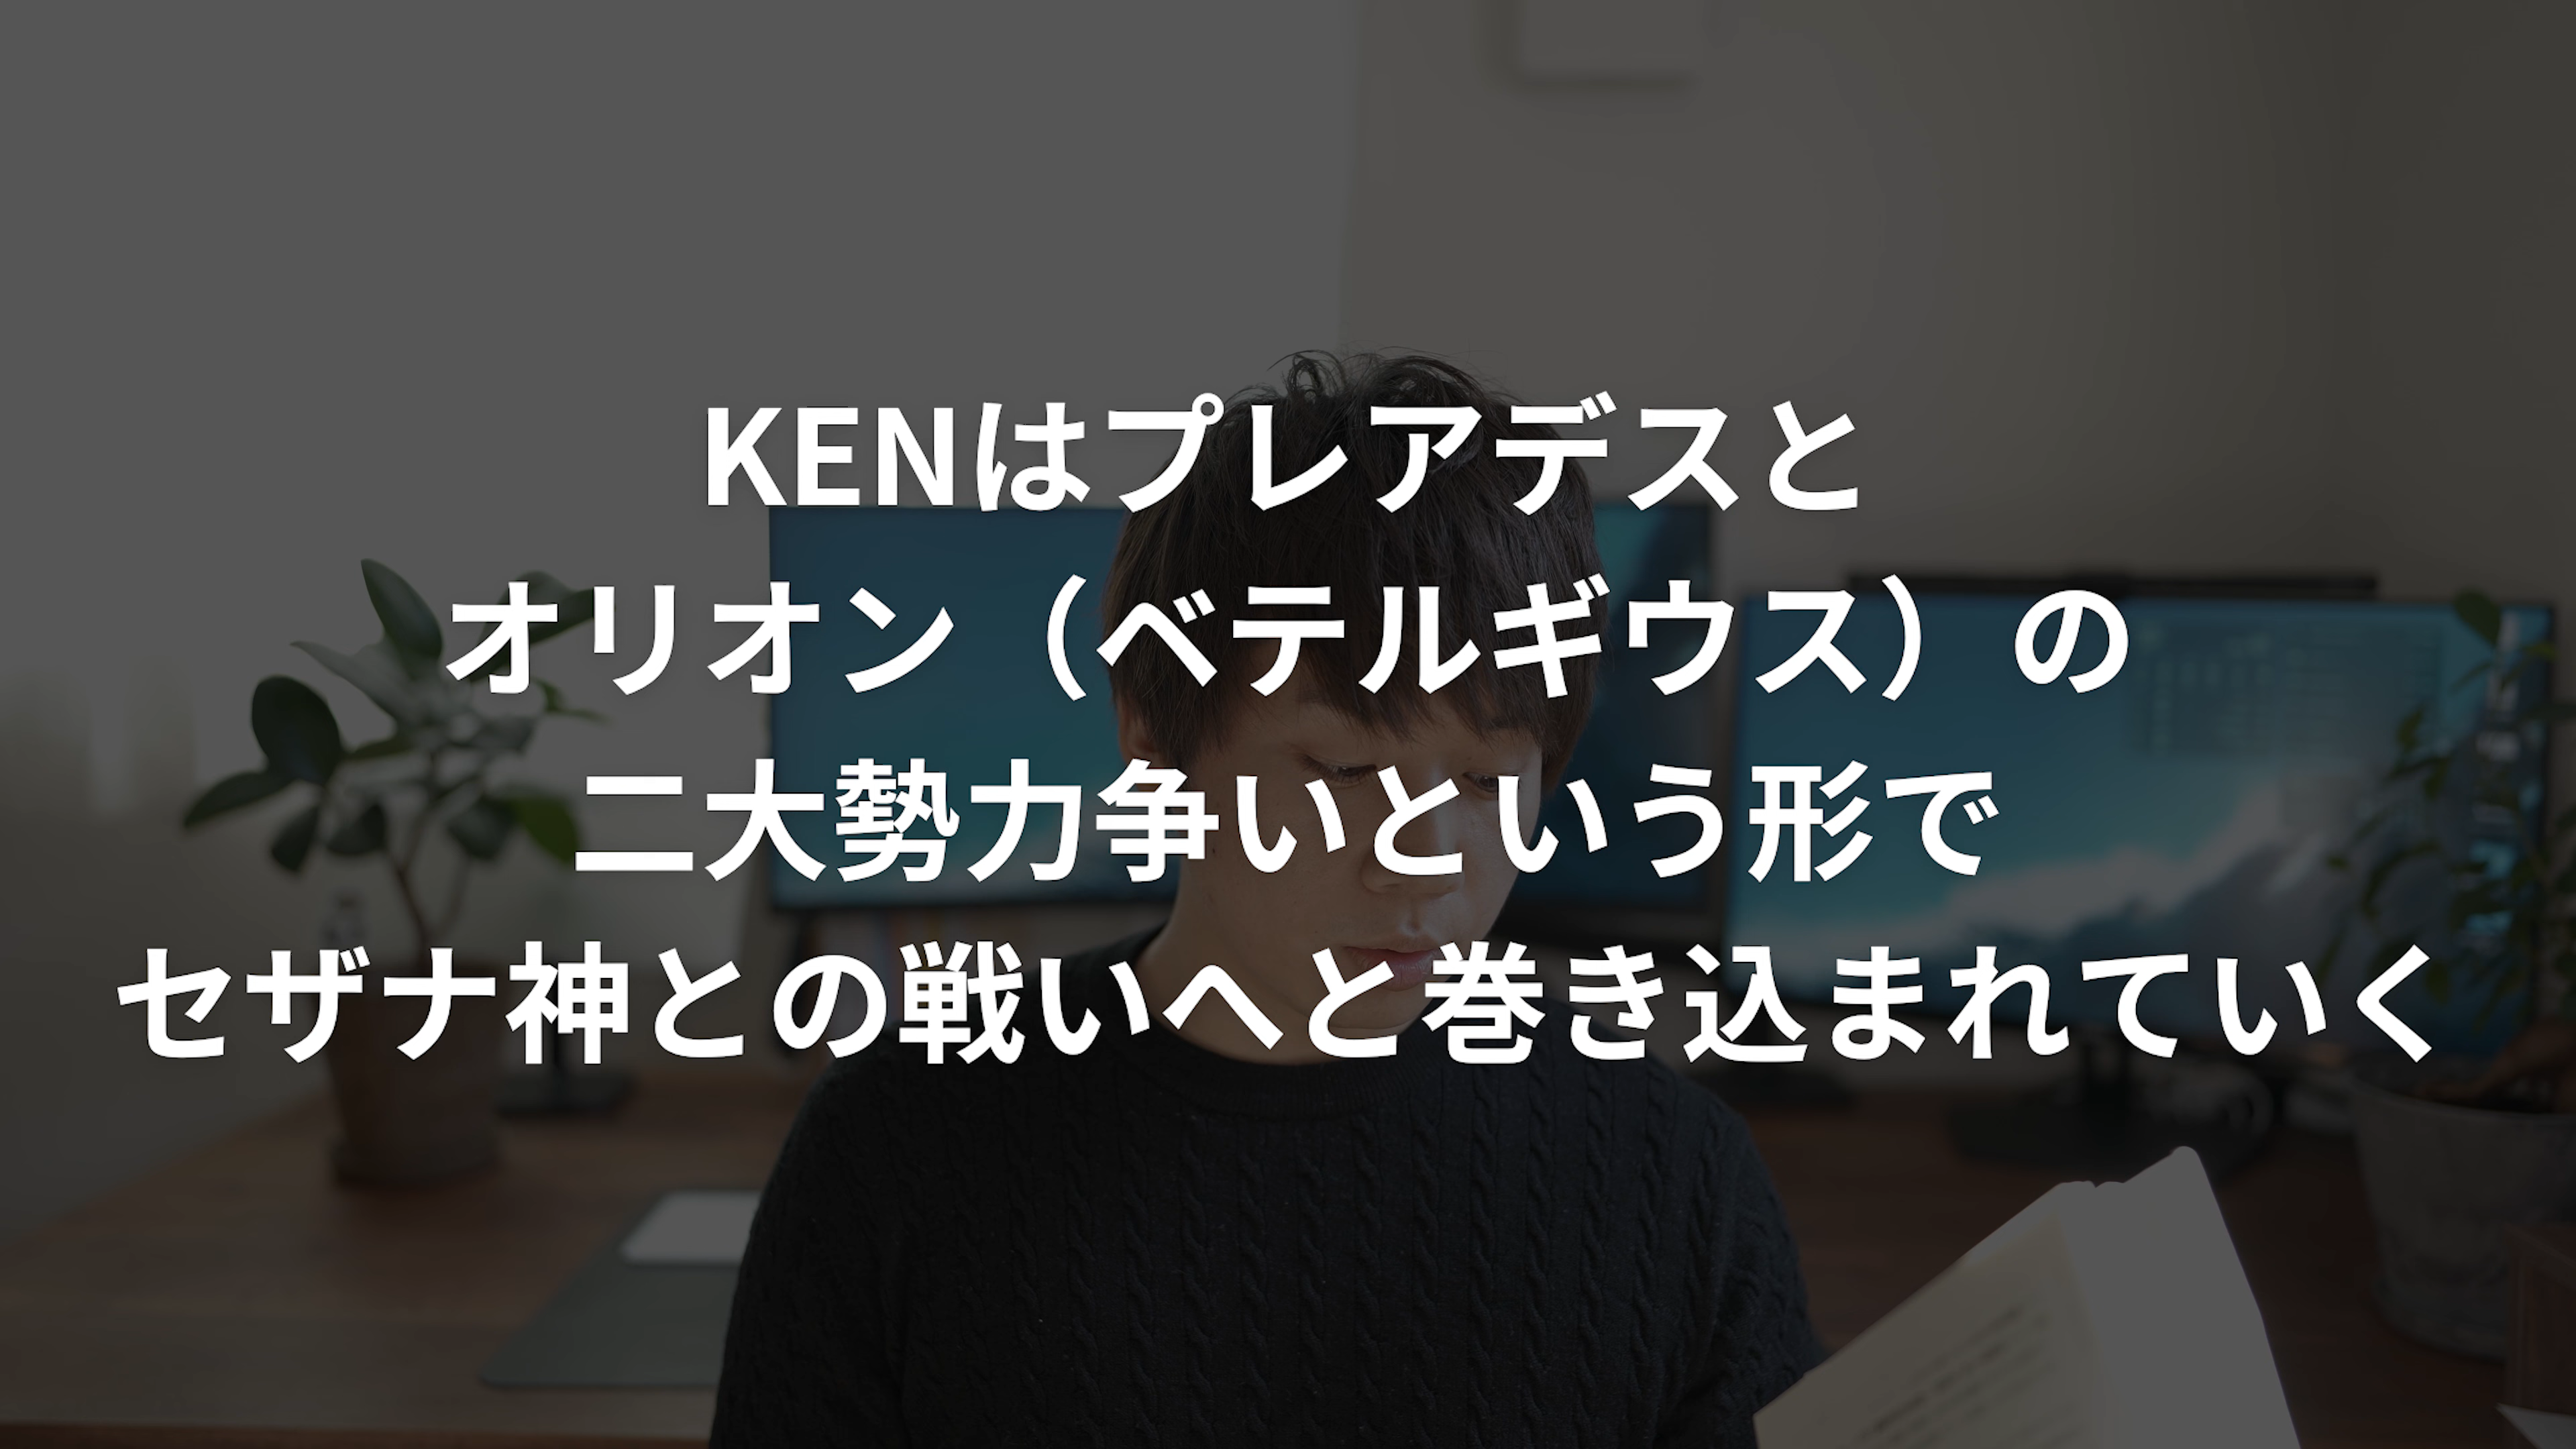 KENはプレアデスと
オリオン（ベテルギウス）の
二大勢力争いという形で
セザナ神との戦いへと巻き込まれていく